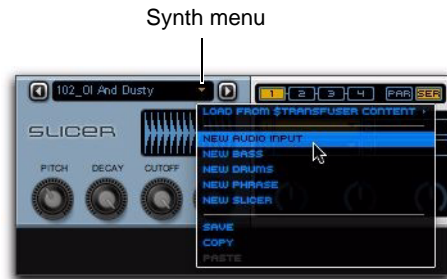 Synth menu
102_Ol And Dusty
1 2 3 4 PAR SER
LOAD FROM $TRANSFUSER CONTENT
SLICER
NEW AUDIO INPUT
NEW BASS
PITCH DECAY CUTOFF
NEW DRUMS
NEW PHRASE
NEW SLICER
SAVE
COPY
PASTE